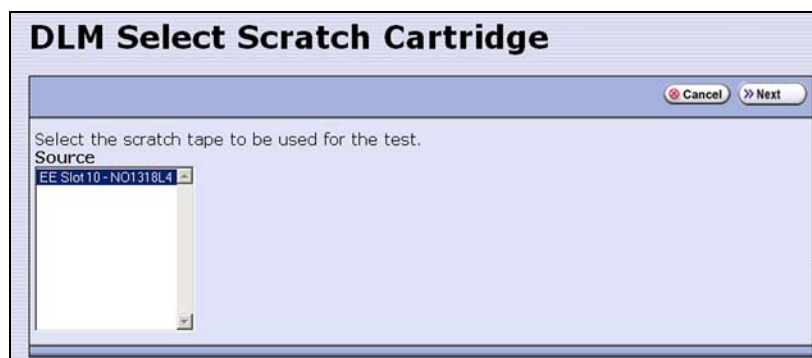 DLM Select Scratch Cartridge
Cancel Next
Select the scratch tape to be used for the test.
Source
EE Slot 10 - NO1318L4